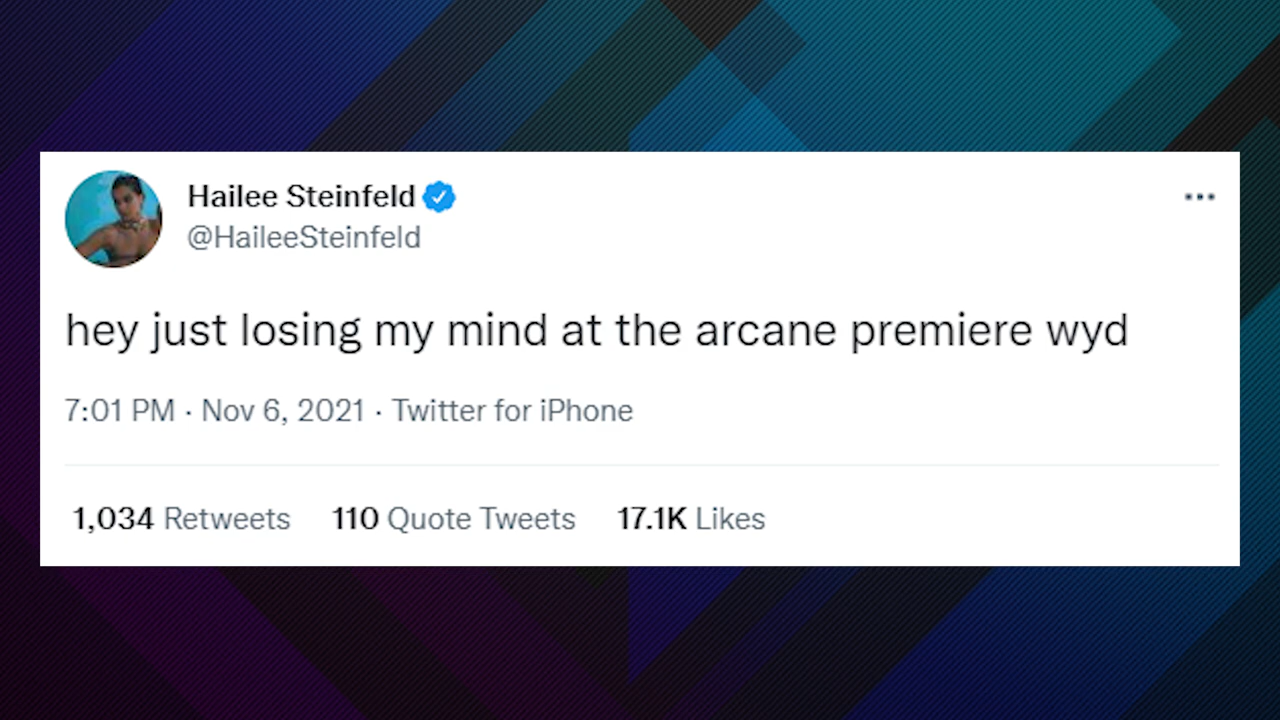 Hailee Steinfeld
@HaileeSteinfeld
hey just losing my mind at the arcane premiere wyd
7:01 PM · Nov 6, 2021 · Twitter for iPhone
1,034 Retweets 110 Quote Tweets 17.1K Likes